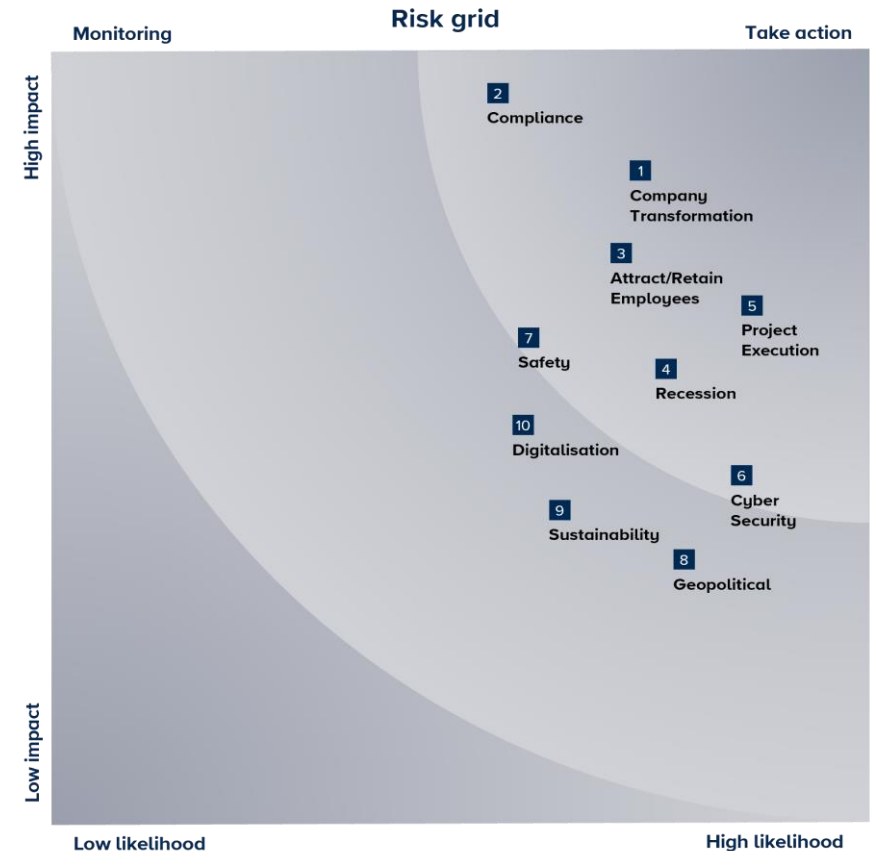 Risk grid
Monitoring
Take action
High impact
2
Compliance
1
Company
Transformation
3
Attract/Retain
Employees
5
Project
Execution
7
Safety
4
Recession
10
Digitalisation
6
Cyber
Security
9
Sustainability
8
Geopolitical
Low impact
Low likelihood
High likelihood